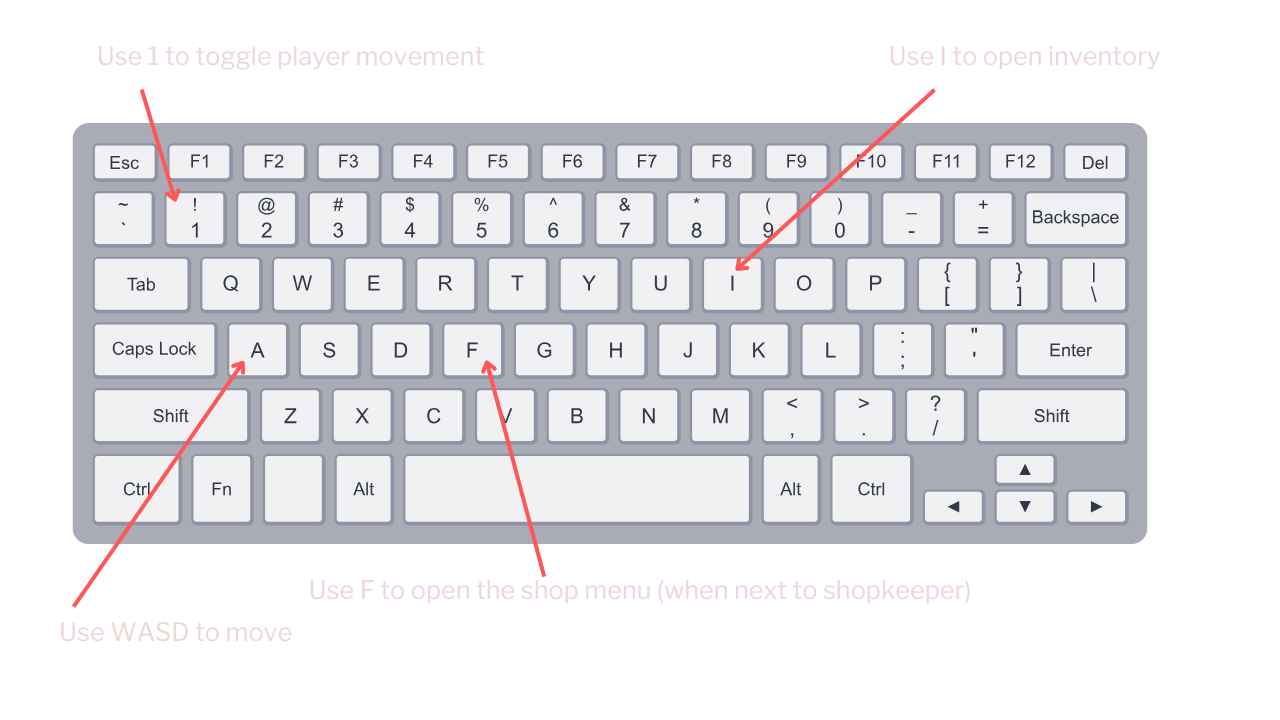 Use 1 to toggle player movement Use I to open inventory
Esc F1 F2 F3 F4 F5 F6 F7 F8 F9 F10 F11 F12 Del
~ ! @ # $ % ^ & * ( ) _ +
` 1 2 3 4 5 6 7 8 9 0 - = Backspace
Tab Q W E R T Y U I O P { } |
[ ] \
Caps Lock A S D F G H J K L : " Enter
; '
Shift Z X C V B N M < > ? Shift
, . /
Ctrl Fn Alt Alt Ctrl ▲
◄ ▼ ►
Use F to open the shop menu (when next to shopkeeper)
Use WASD to move